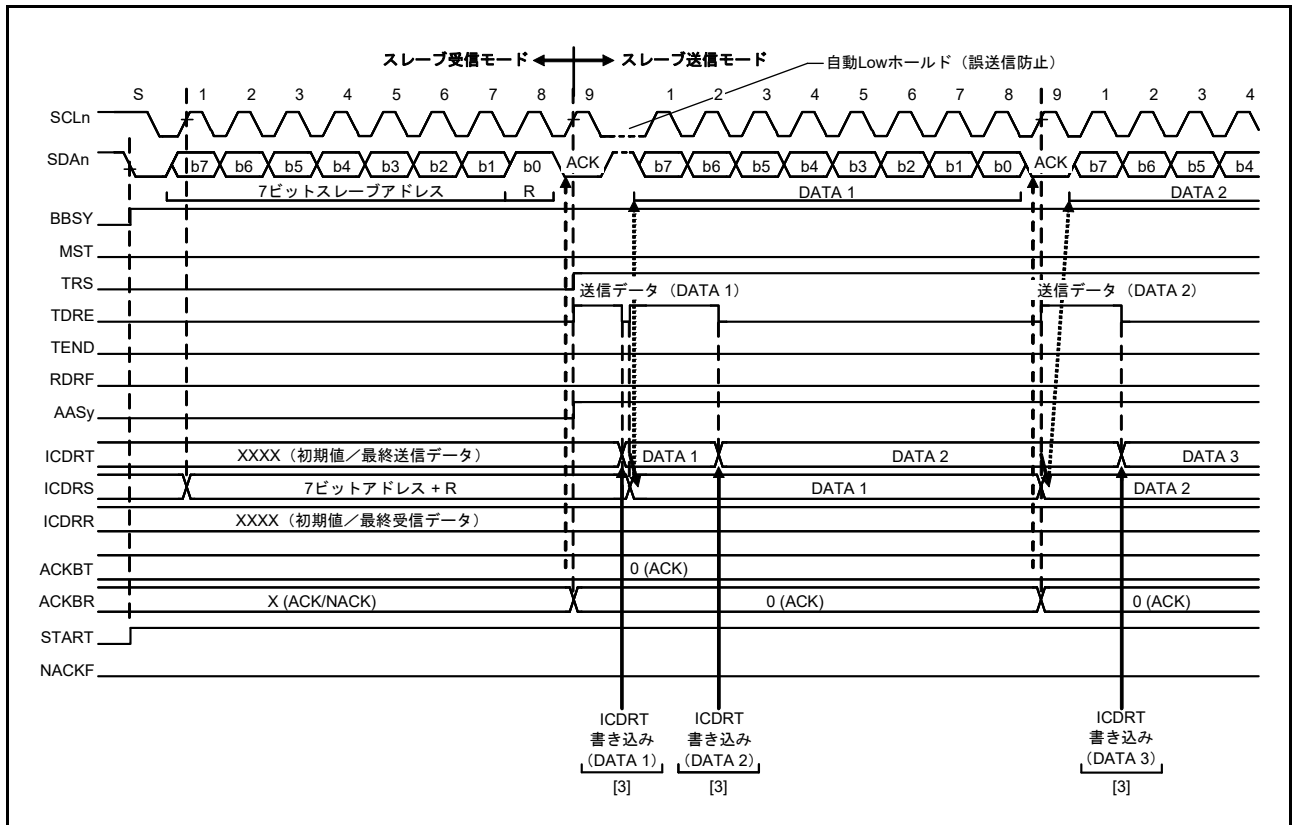 スレーブ受信モード スレーブ送信モード
自動Lowホールド（誤送信防止）
S 1 2 3 4 5 6 7 8 9 1 2 3 4 5 6 7 8 9 1 2 3 4
SCLn
SDAn b7 b6 b5 b4 b3 b2 b1 b0 ACK b7 b6 b5 b4 b3 b2 b1 b0 ACK b7 b6 b5 b4
7ビットスレーブアドレス R DATA 1 DATA 2
BBSY
MST
TRS
送信データ（DATA 1） 送信データ（DATA 2）
TDRE
TEND
RDRF
AASy
ICDRT XXXX（初期値／最終送信データ） DATA 1 DATA 2 DATA 3
ICDRS 7ビットアドレス + R DATA 1 DATA 2
ICDRR XXXX（初期値／最終受信データ）
ACKBT 0 (ACK)
ACKBR X (ACK/NACK) 0 (ACK) 0 (ACK)
START
NACKF
ICDRT ICDRT ICDRT
書き込み 書き込み 書き込み
（DATA 1） （DATA 2） （DATA 3）
[3] [3] [3]